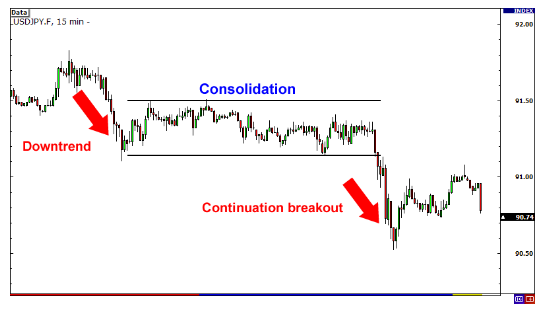 Data
INDEX
USDJPY.F, 15 min -
92.00
Consolidation
91.50
Downtrend
91.00
Continuation breakout
90.74
90.50